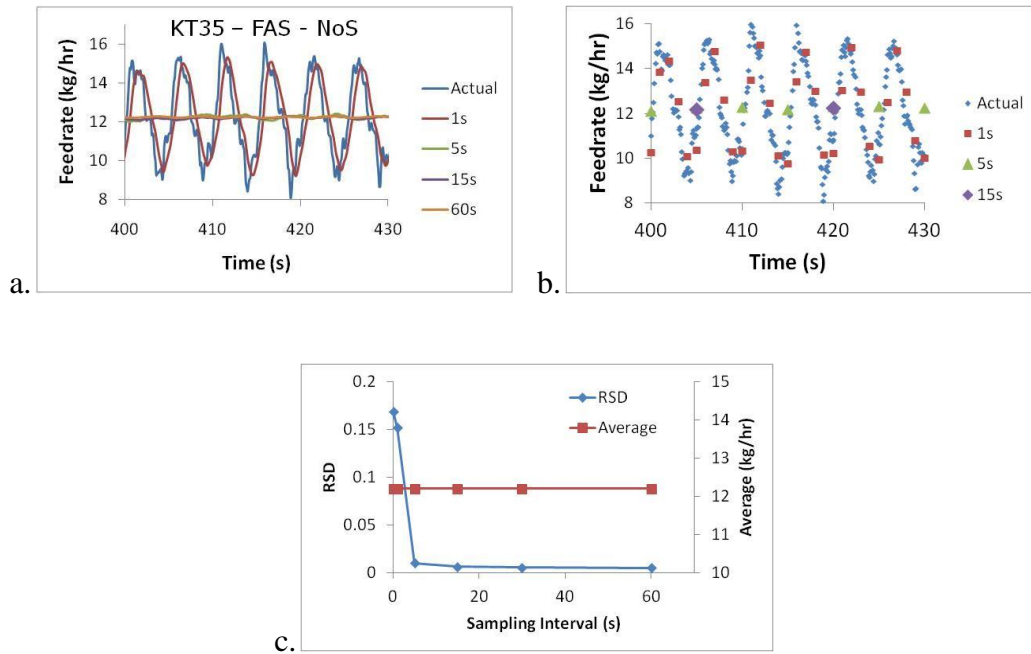 KT35 – FAS - NoS
Feedrate (kg/hr)
16
14
12
10
8
400
410
420
430
Time (s)
Actual
1s
5s
15s
60s
a.
Feedrate (kg/hr)
16
14
12
10
8
400
410
420
430
Time (s)
Actual
1s
5s
15s
b.
RSD
0.2
0.15
0.1
0.05
0
0
20
40
60
Sampling Interval (s)
RSD
Average
15
14
13
12
11
10
Average (kg/hr)
c.